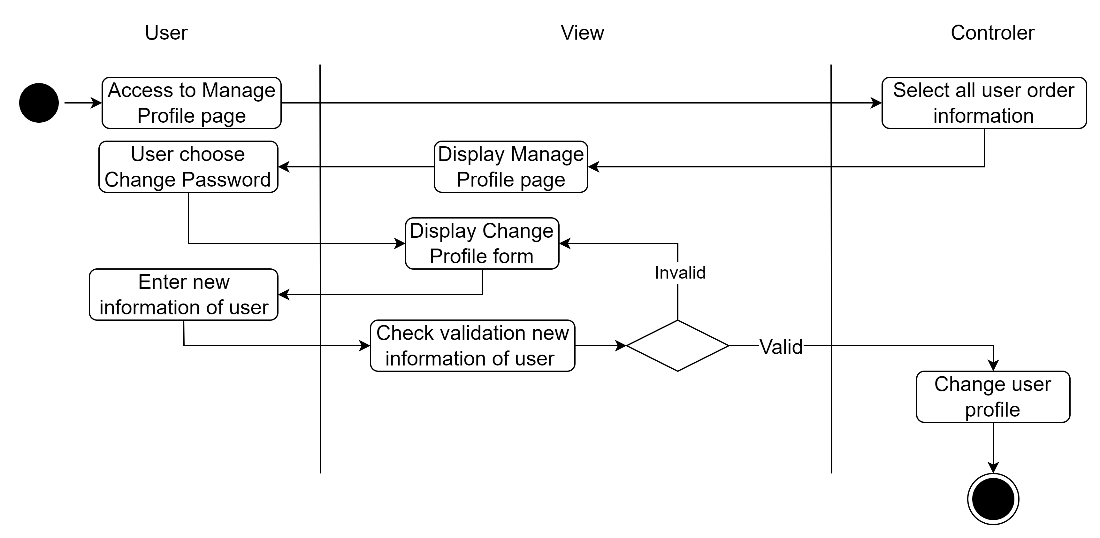 User
View
Controler
Access to Manage
Profile page
Select all user order
information
User choose
Change Password
Display Manage
Profile page
Display Change
Profile form
Invalid
Enter new
information of user
Check validation new
information of user
Valid
Change user
profile